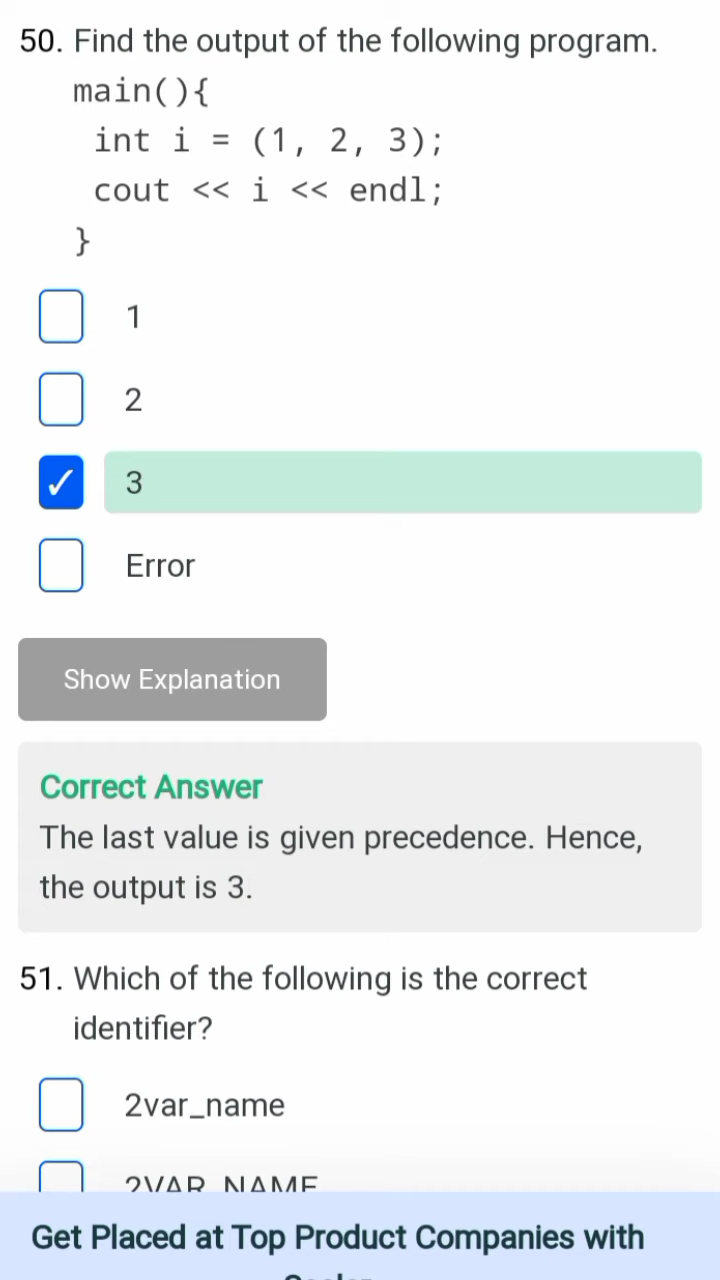 50. Find the output of the following program.
main(){
int i = (1, 2, 3);
cout << i << endl;
}
1
2
3
Error
Show Explanation
Correct Answer
The last value is given precedence. Hence,
the output is 3.
51. Which of the following is the correct
identifier?
2var_name
2VAR_NAME
Get Placed at Top Product Companies with